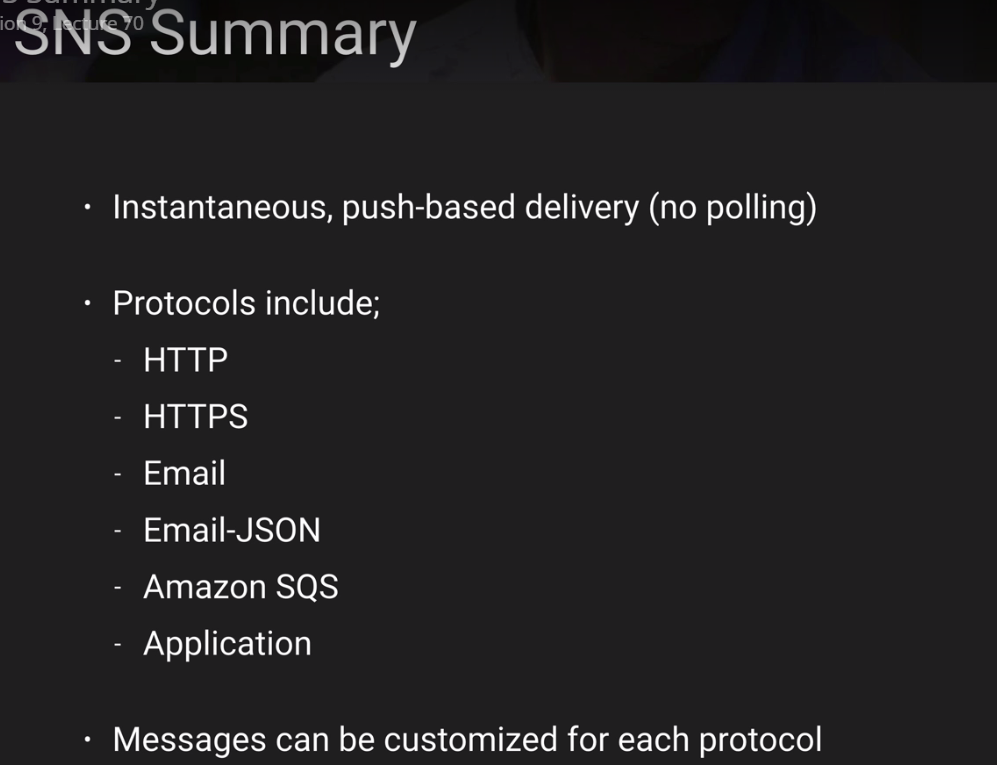 Summary
ion 9, Lecture 70
SNS Summary
· Instantaneous, push-based delivery (no polling)
· Protocols include;
- HTTP
- HTTPS
- Email
- Email-JSON
- Amazon SQS
- Application
· Messages can be customized for each protocol